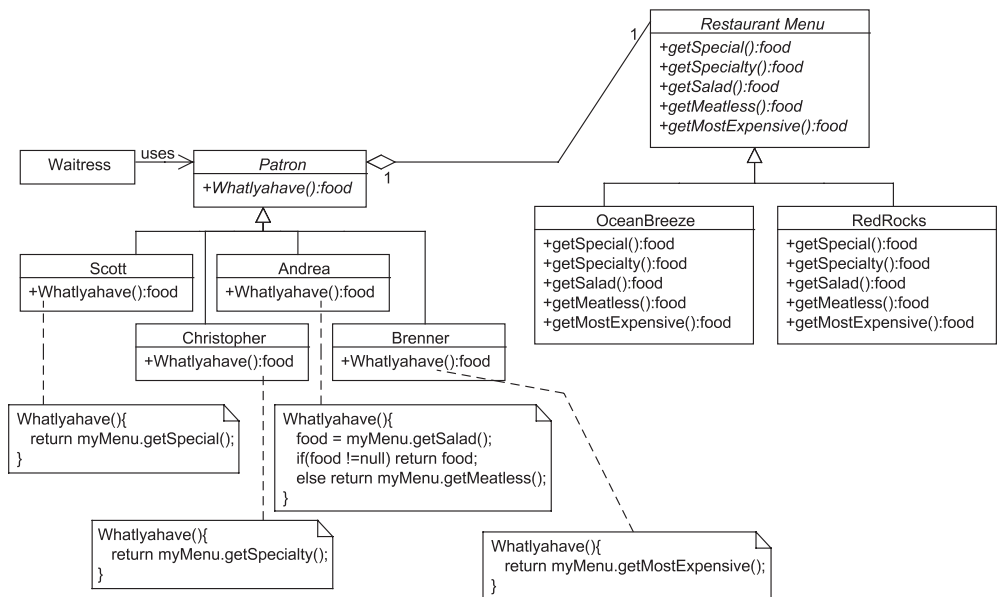 Restaurant Menu
+getSpecial():food
+getSpecialty():food
+getSalad():food
+getMeatless():food
+getMostExpensive():food
1
Waitress
uses
Patron
+Whatlyahave():food
1
OceanBreeze
+getSpecial():food
+getSpecialty():food
+getSalad():food
+getMeatless():food
+getMostExpensive():food
RedRocks
+getSpecial():food
+getSpecialty():food
+getSalad():food
+getMeatless():food
+getMostExpensive():food
Scott
+Whatlyahave():food
Andrea
+Whatlyahave():food
Christopher
+Whatlyahave():food
Brenner
+Whatlyahave():food
Whatlyahave(){
return myMenu.getSpecial();
}
Whatlyahave(){
food = myMenu.getSalad();
if(food !=null) return food;
else return myMenu.getMeatless();
}
Whatlyahave(){
return myMenu.getSpecialty();
}
Whatlyahave(){
return myMenu.getMostExpensive();
}